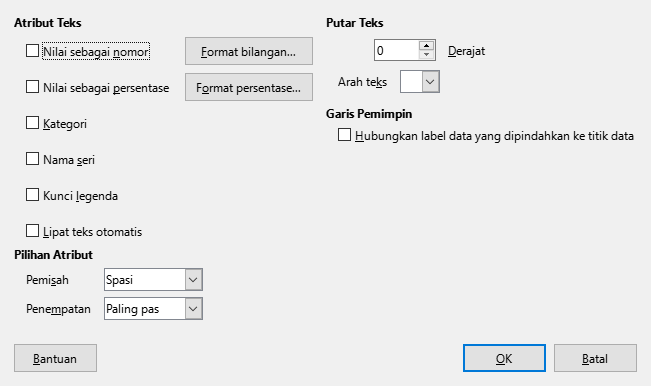 Atribut Teks
Nilai sebagai nomor
Format bilangan...
Nilai sebagai persentase
Format persentase...
Kategori
Nama seri
Kunci legenda
Lipat teks otomatis
Pilihan Atribut
Pemisah
Spasi
Penempatan
Paling pas
Putar Teks
0
Derajat
Arah teks
Garis Pemimpin
Hubungkan label data yang dipindahkan ke titik data
Bantuan
OK
Batal